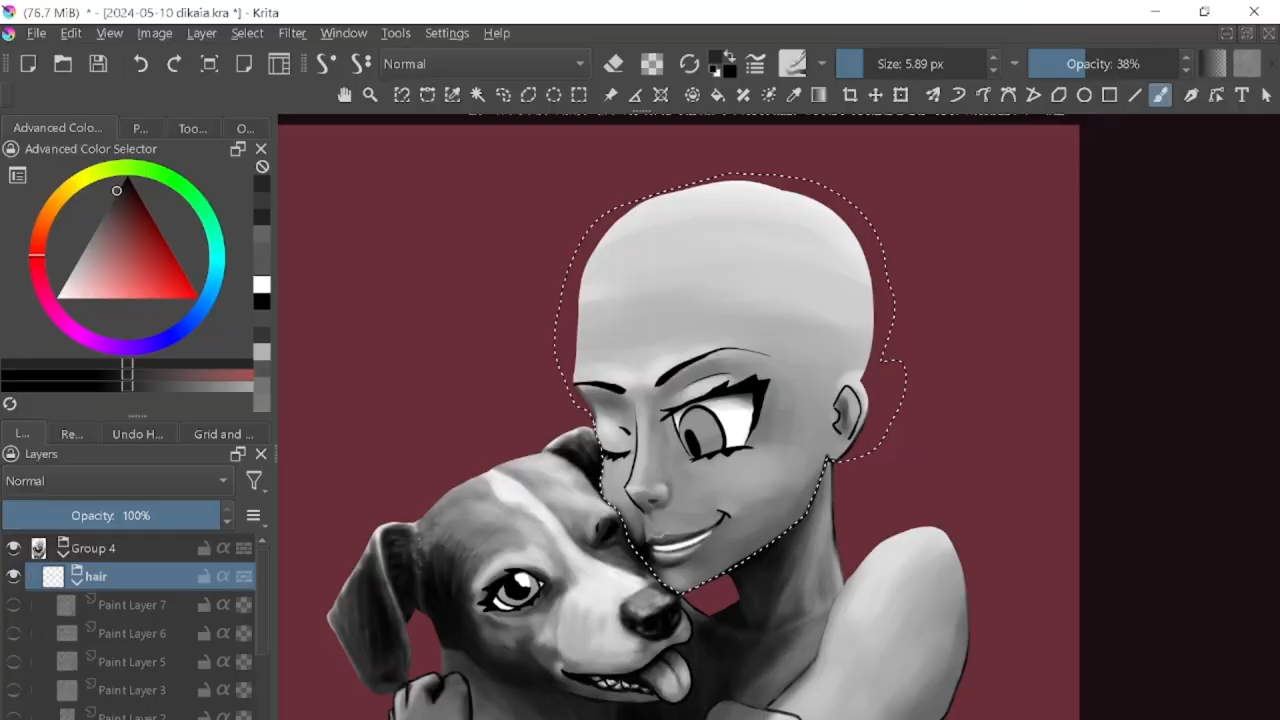 (76.7 MiB) * - [2024-05-10 dikaia.kra *] - Krita
File Edit View Image Layer Select Filter Window Tools Settings Help
Normal Size: 5.89 px Opacity: 38%
Advanced Colo... P... Too... O...
Advanced Color Selector
L... Re... Undo H... Grid and ...
Layers
Normal
Opacity: 100%
Group 4
hair
Paint Layer 7
Paint Layer 6
Paint Layer 5
Paint Layer 3